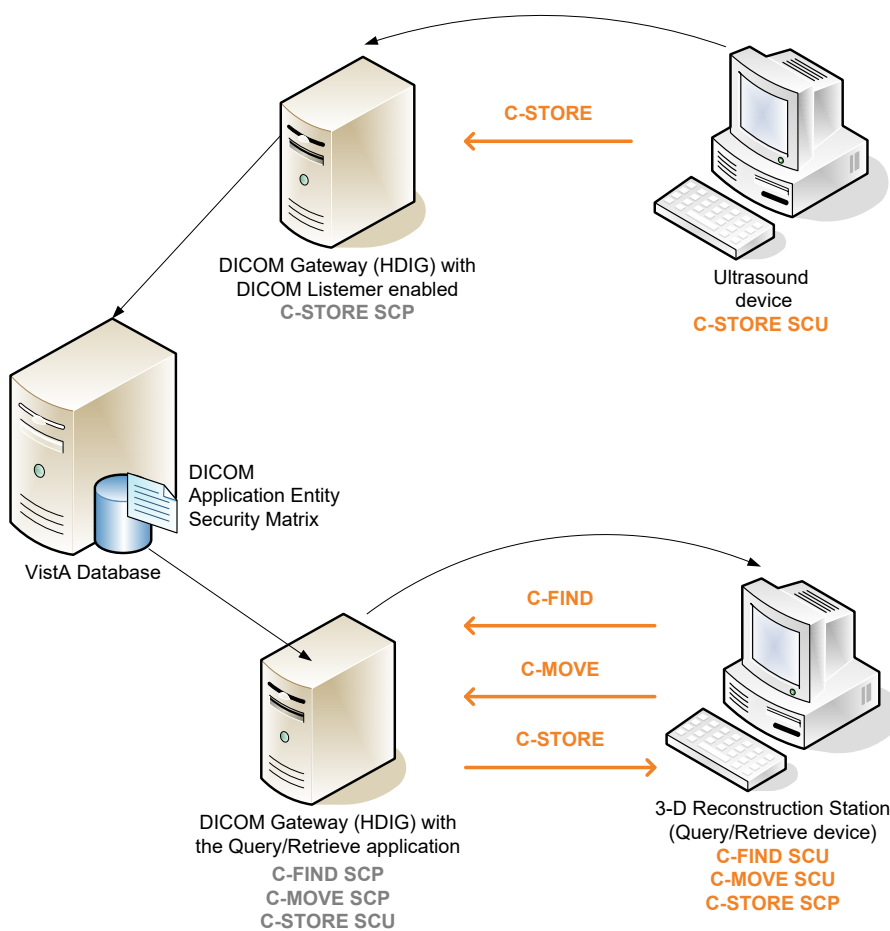 C-STORE
DICOM Gateway (HDIG) with
DICOM Listemer enabled
C-STORE SCP
Ultrasound
device
C-STORE SCU
DICOM
Application Entity
Security Matrix
VistA Database
C-FIND
C-MOVE
C-STORE
DICOM Gateway (HDIG) with
the Query/Retrieve application
C-FIND SCP
C-MOVE SCP
C-STORE SCU
3-D Reconstruction Station
(Query/Retrieve device)
C-FIND SCU
C-MOVE SCU
C-STORE SCP